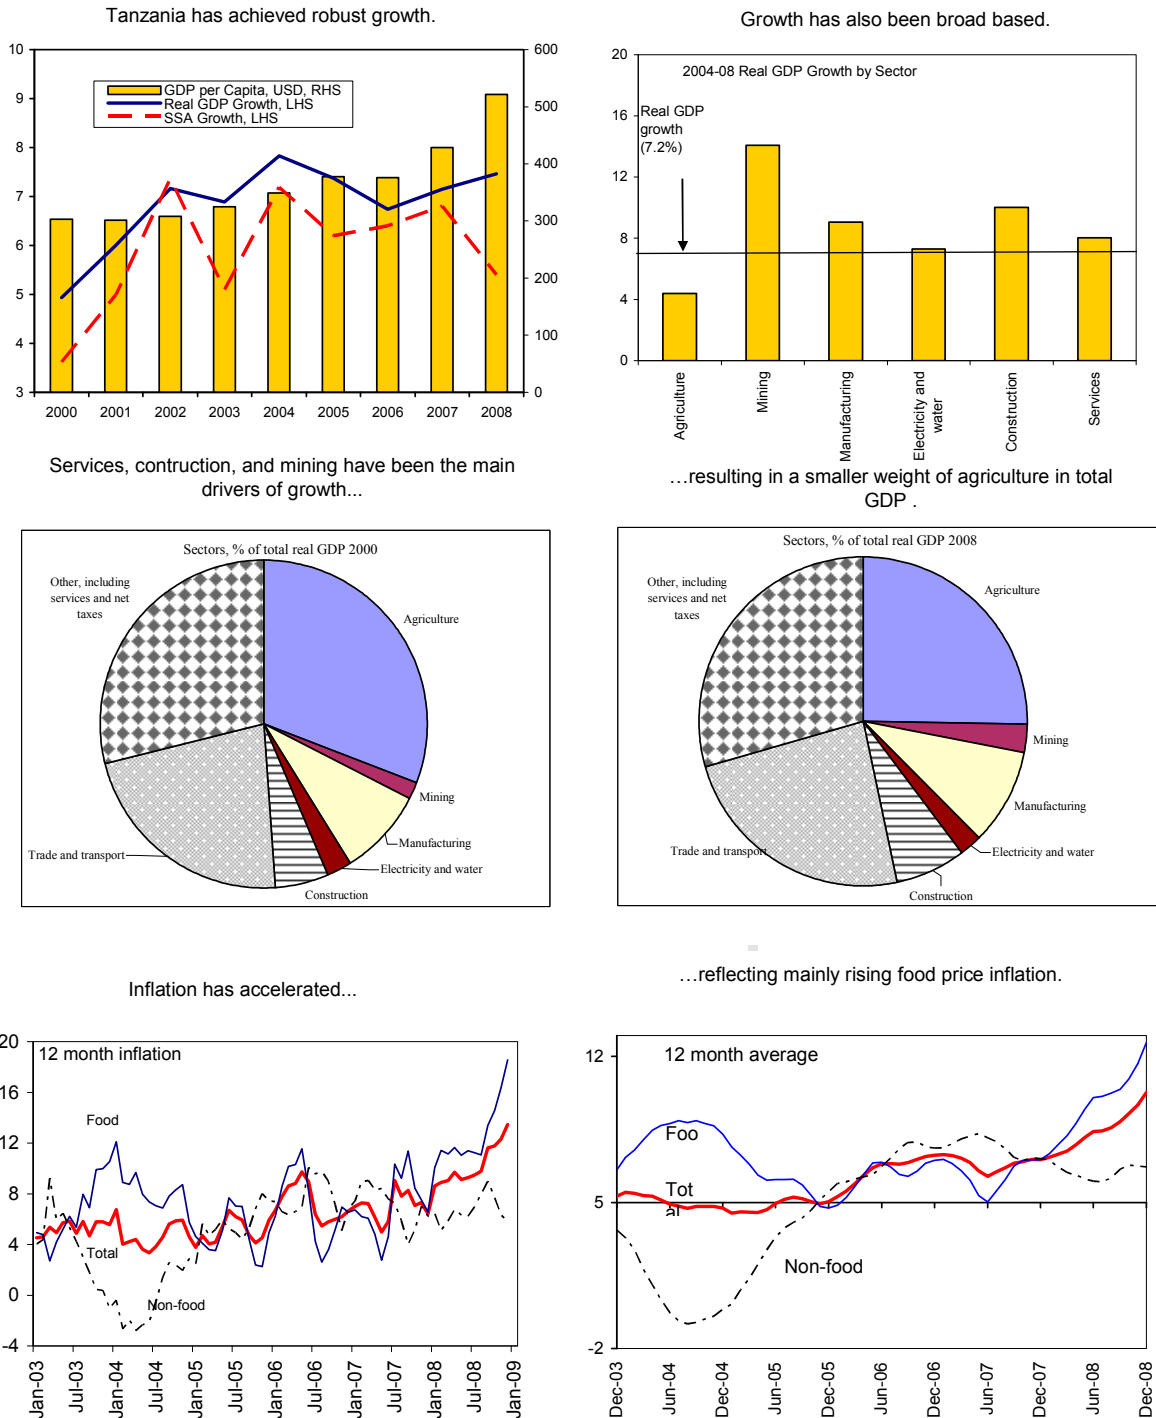 Tanzania has achieved robust growth.
10
9
8
7
6
5
4
3
600
500
400
300
200
100
0
GDP per Capita, USD, RHS
Real GDP Growth, LHS
SSA Growth, LHS
2000 2001 2002 2003 2004 2005 2006 2007 2008
Growth has also been broad based.
20
16
12
8
4
0
2004-08 Real GDP Growth by Sector
Real GDP
growth
(7.2%)
Agriculture
Mining
Manufacturing
Electricity and
water
Construction
Services
Services, contruction, and mining have been the main
drivers of growth...
Sectors, % of total real GDP 2000
Other, including
services and net
taxes
Agriculture
Mining
Manufacturing
Electricity and water
Construction
Trade and transport
…resulting in a smaller weight of agriculture in total
GDP .
Sectors, % of total real GDP 2008
Other, including
services and net
taxes
Agriculture
Mining
Manufacturing
Electricity and water
Construction
Trade and transport
Inflation has accelerated...
20
16
12
8
4
0
-4
12 month inflation
Food
Total
Non-food
Jan-03
Jul-03
Jan-04
Jul-04
Jan-05
Jul-05
Jan-06
Jul-06
Jan-07
Jul-07
Jan-08
Jul-08
Jan-09
…reflecting mainly rising food price inflation.
12
5
-2
12 month average
Foo
Tot
al
Non-food
Dec-03
Jun-04
Dec-04
Jun-05
Dec-05
Jun-06
Dec-06
Jun-07
Dec-07
Jun-08
Dec-08